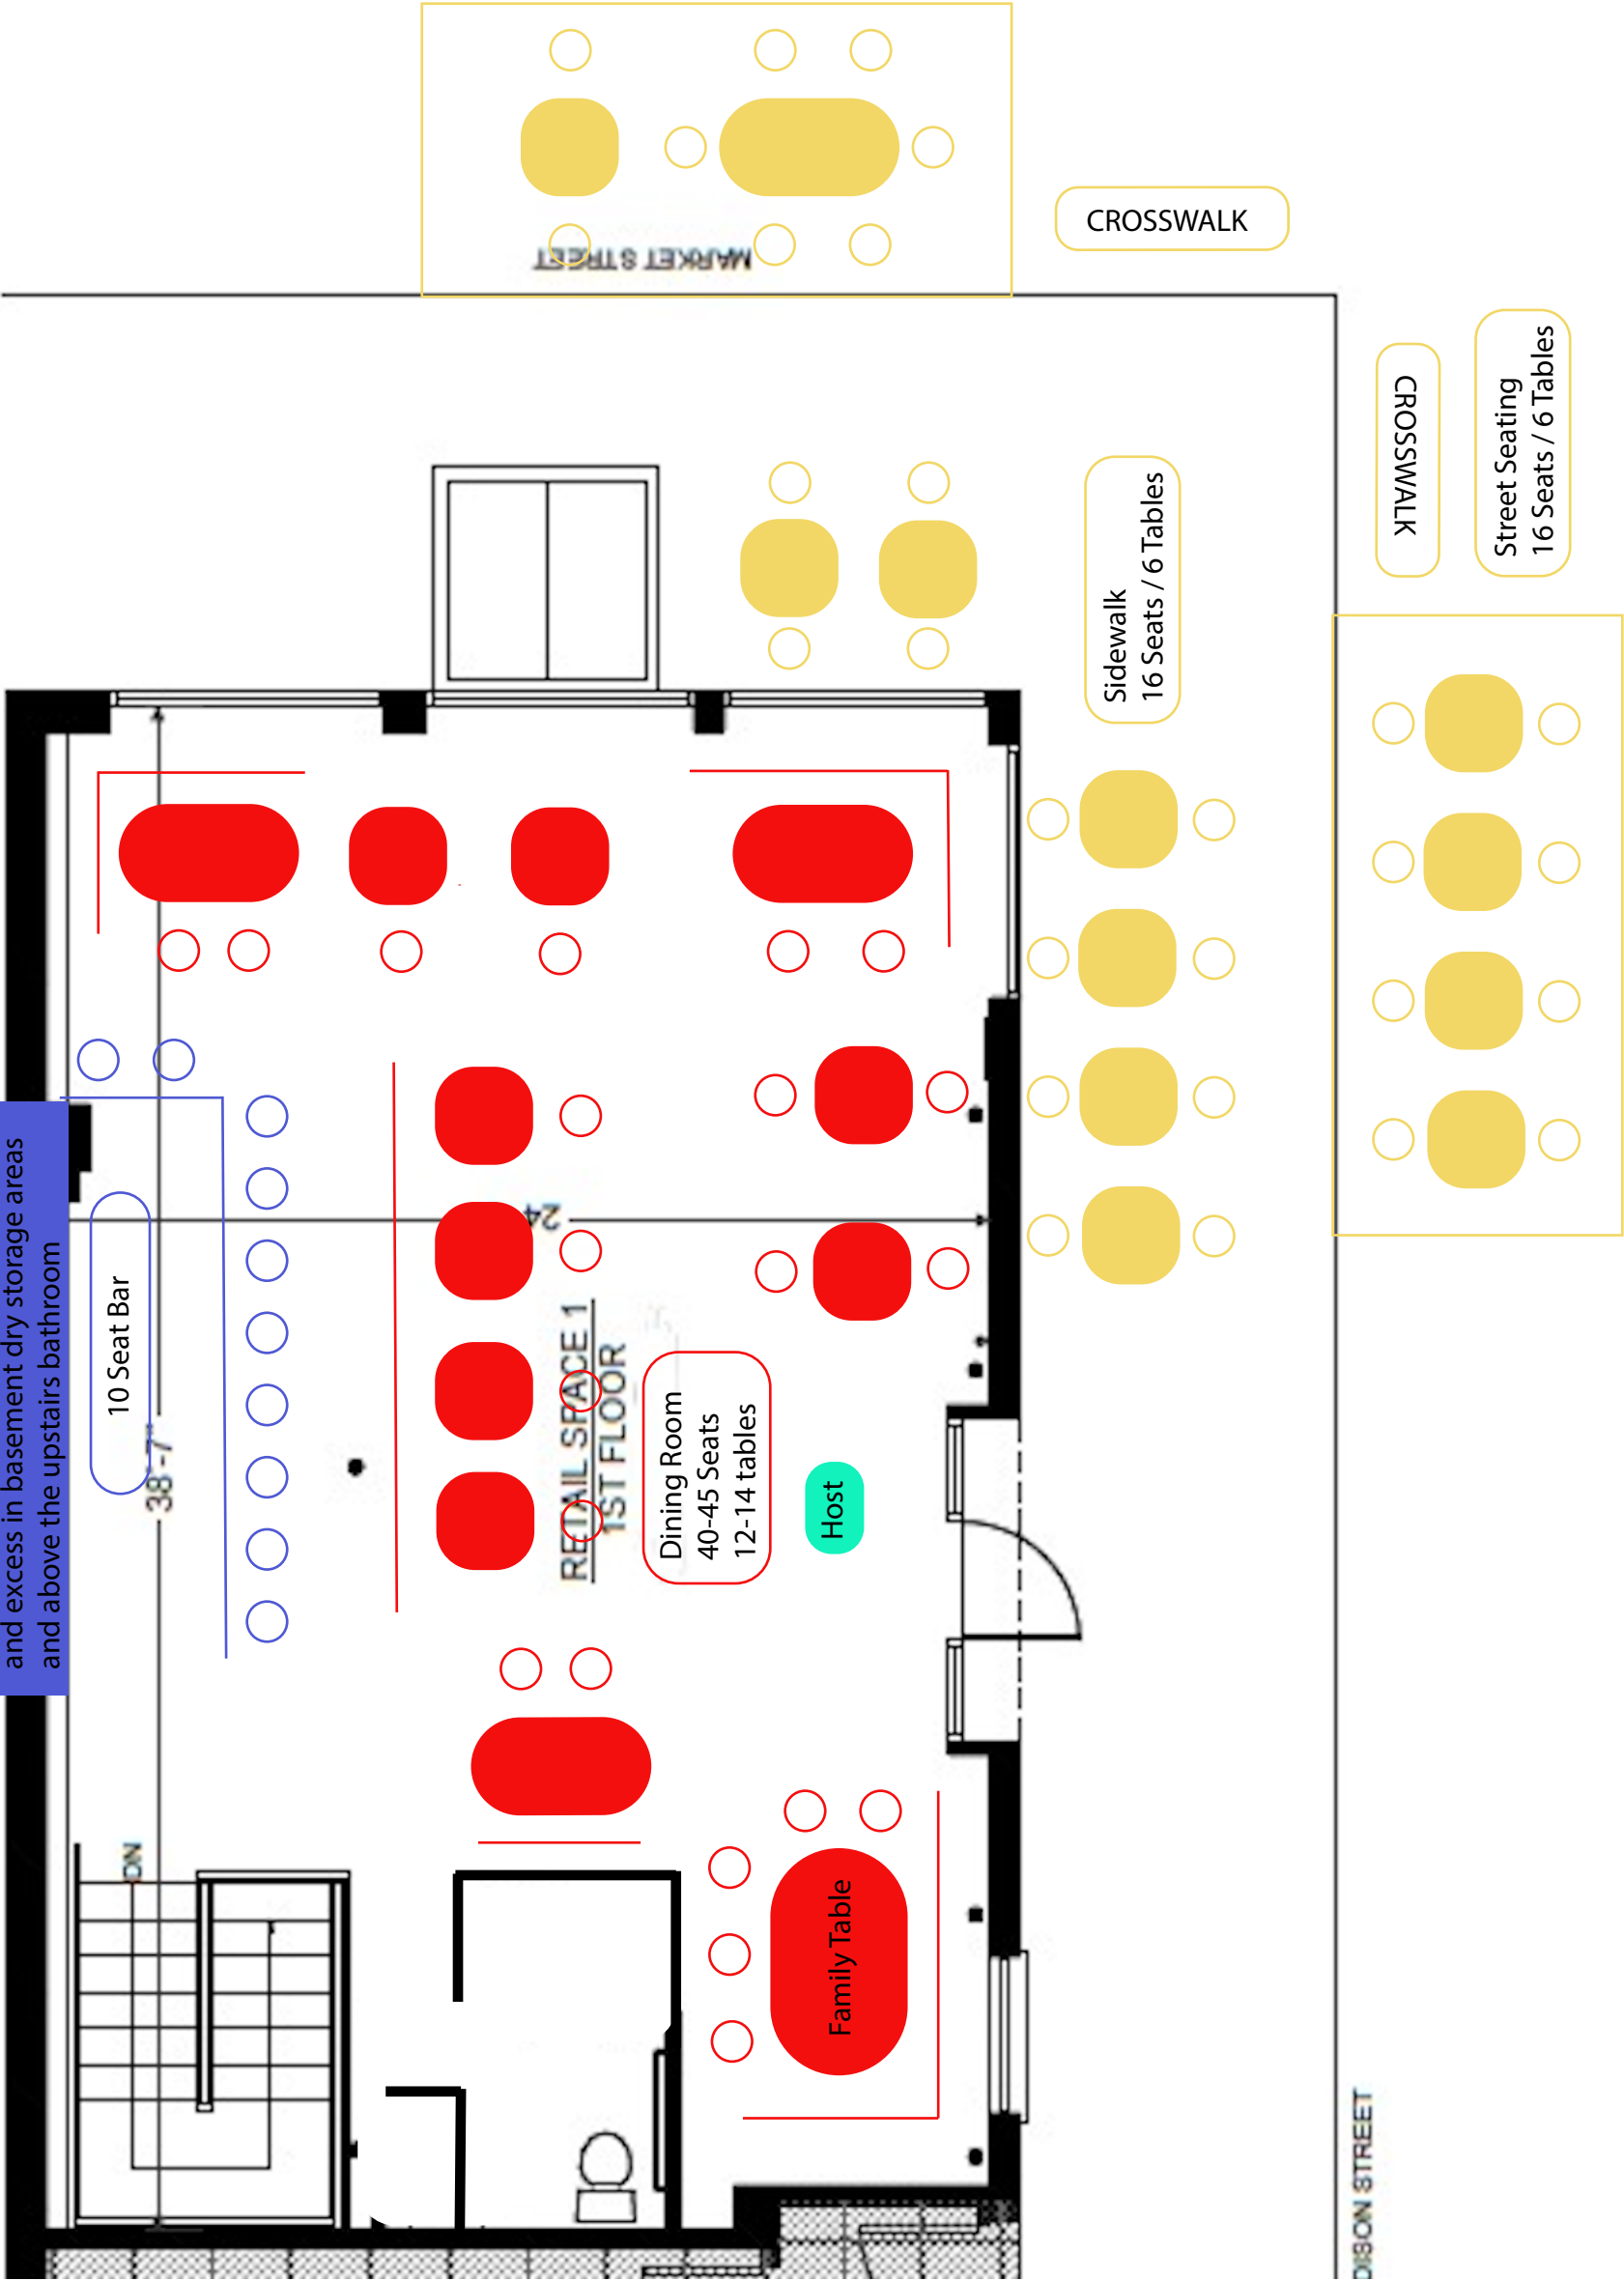 MARKET STREET
CROSSWALK
CROSSWALK
Street Seating
16 Seats / 6 Tables
Sidewalk
16 Seats / 6 Tables
and excess in basement dry storage areas
and above the upstairs bathroom
10 Seat Bar
38'-7"
24'
RETAIL SPACE 1
1ST FLOOR
Dining Room
40-45 Seats
12-14 tables
Host
Family Table
DN
DISON STREET